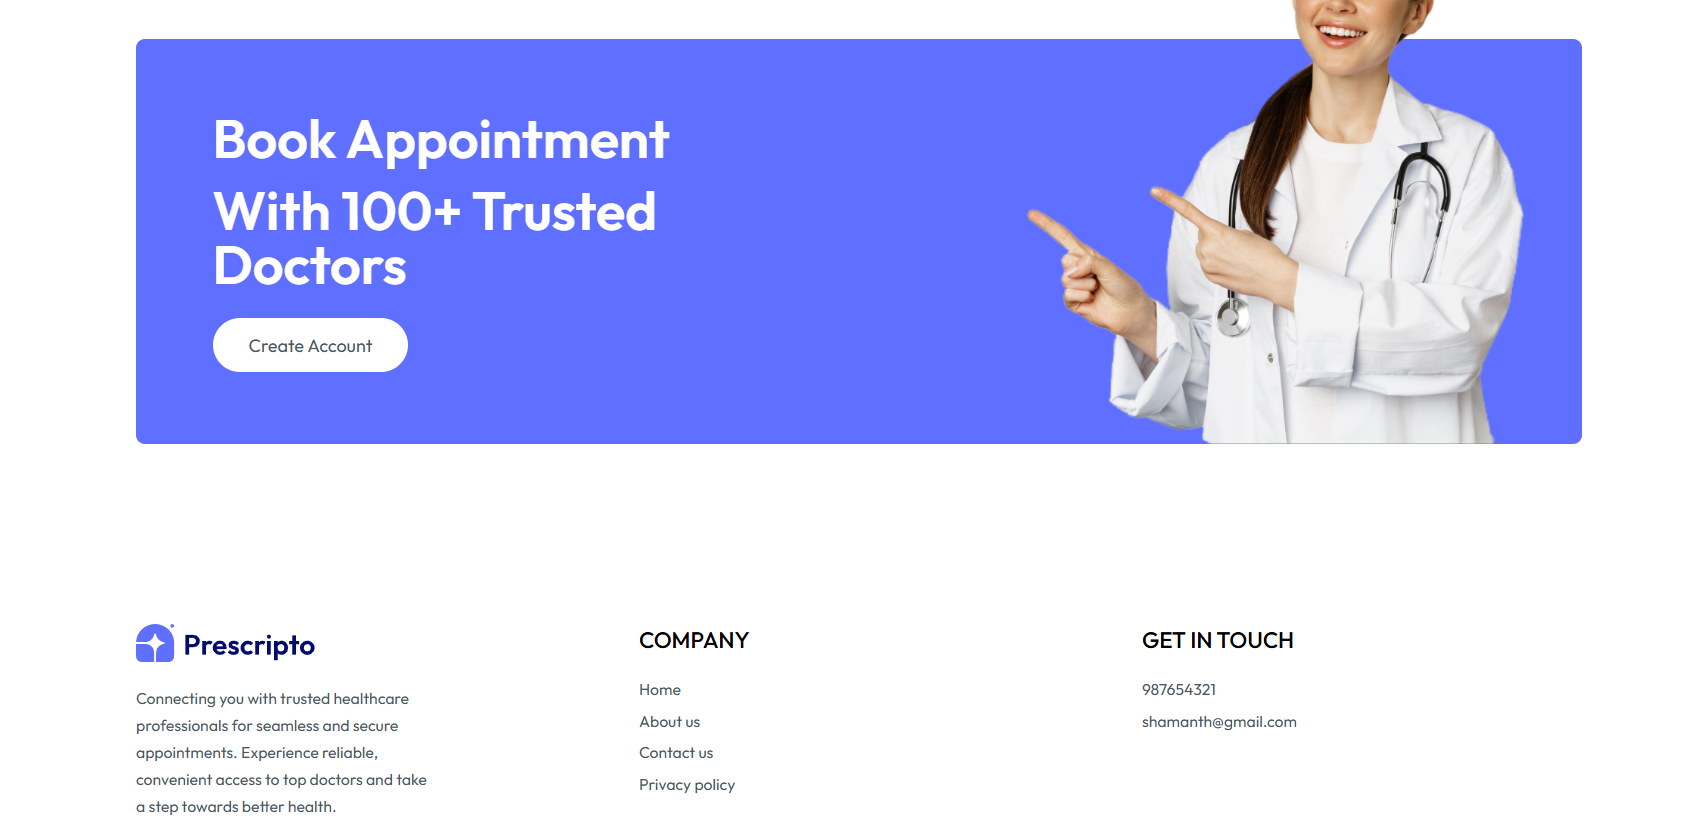 Book Appointment
With 100+ Trusted
Doctors
Create Account
Prescripto
Connecting you with trusted healthcare
professionals for seamless and secure
appointments. Experience reliable,
convenient access to top doctors and take
a step towards better health.
COMPANY
Home
About us
Contact us
Privacy policy
GET IN TOUCH
987654321
shamanth@gmail.com